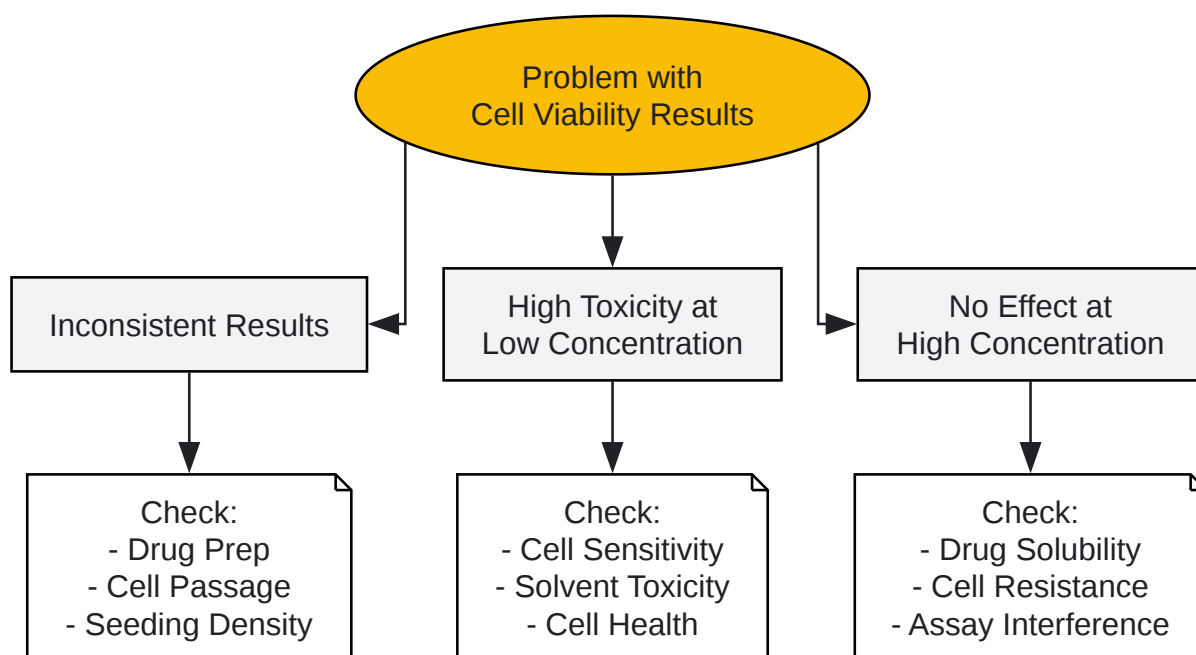 Problem with
Cell Viability Results
Inconsistent Results
High Toxicity at
Low Concentration
No Effect at
High Concentration
Check:
- Drug Prep
- Cell Passage
- Seeding Density
Check:
- Cell Sensitivity
- Solvent Toxicity
- Cell Health
Check:
- Drug Solubility
- Cell Resistance
- Assay Interference